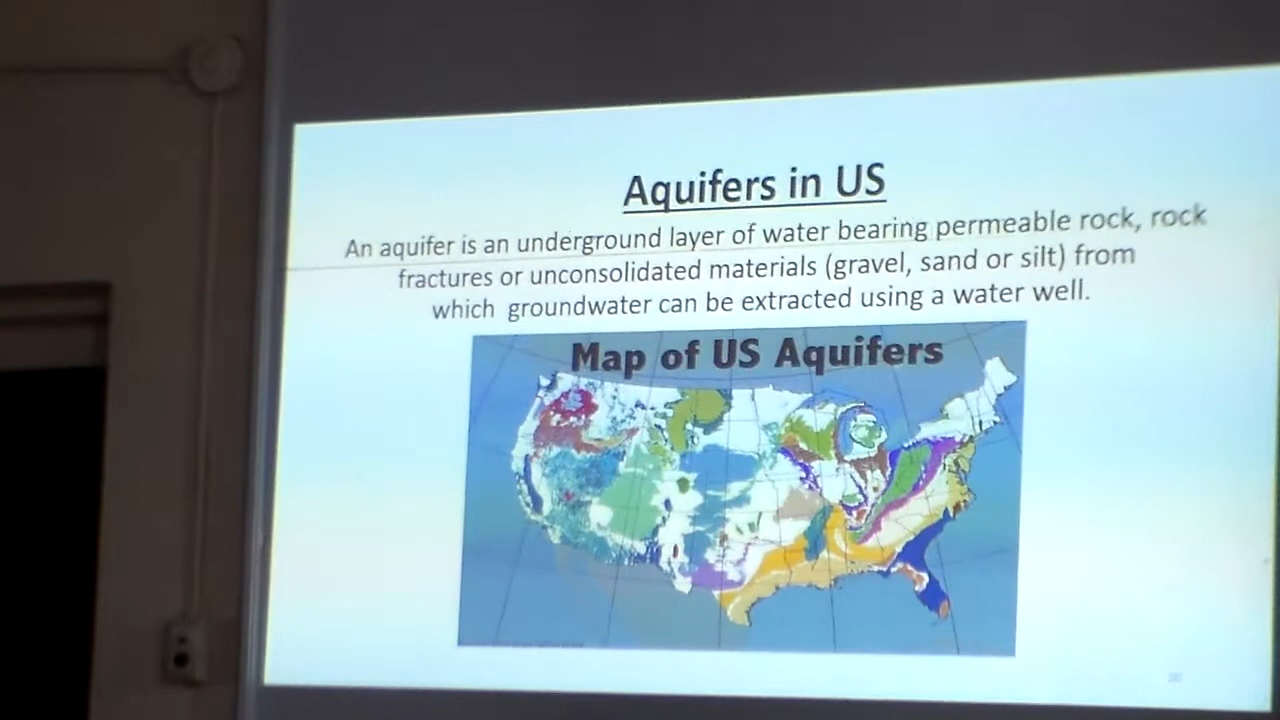 Aquifers in US
An aquifer is an underground layer of water bearing permeable rock, rock
fractures or unconsolidated materials (gravel, sand or silt) from
which groundwater can be extracted using a water well.
Map of US Aquifers